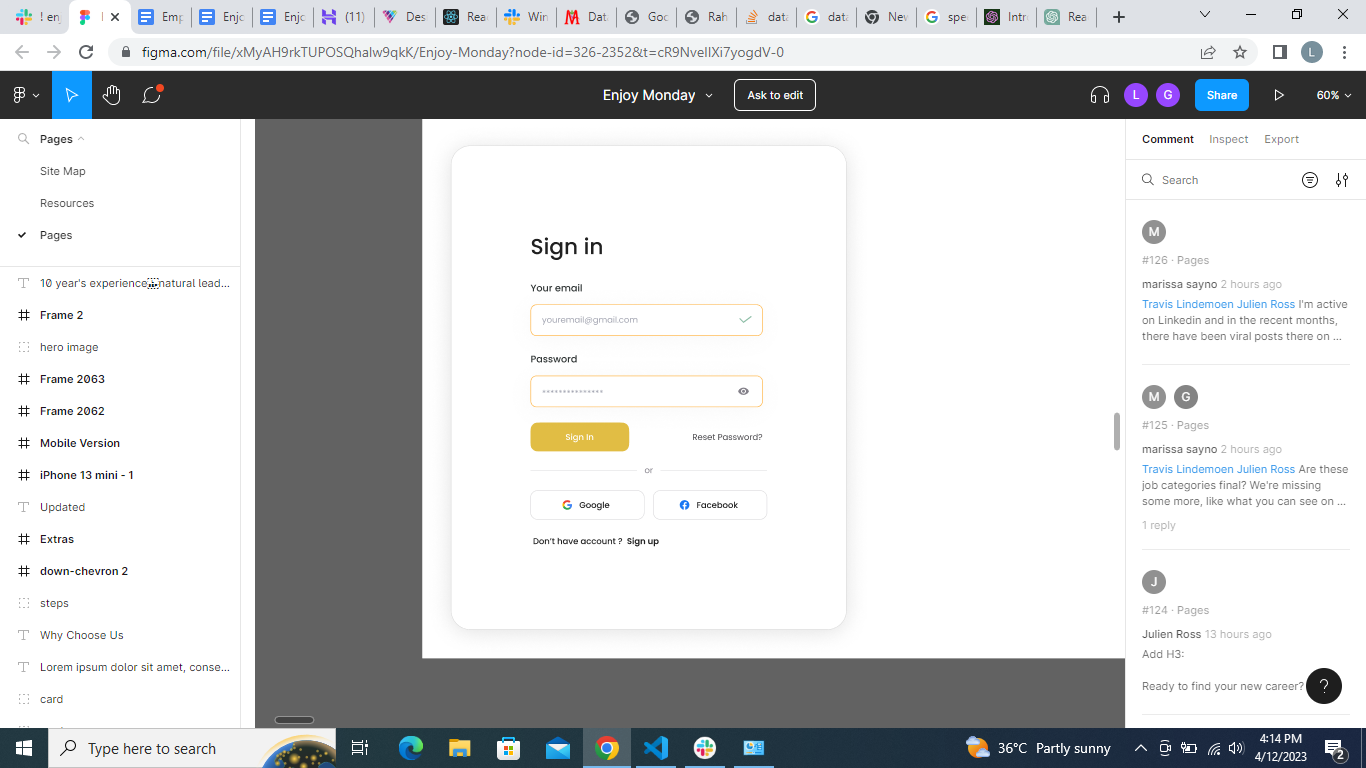 ! enj
Emp
Enjo
Enjo
(11)
Des
Rea
Win
Data
Goo
Rah
data
data
New
spee
Intro
Rea
figma.com/file/xMyAH9rkTUPOSQhalw9qkK/Enjoy-Monday?node-id=326-2352&t=cR9NvelIXi7yogdV-0
L
Enjoy Monday
Ask to edit
L G
Share
60%
Pages
Site Map
Resources
Pages
10 year's experience natural lead...
Frame 2
hero image
Frame 2063
Frame 2062
Mobile Version
iPhone 13 mini - 1
Updated
Extras
down-chevron 2
steps
Why Choose Us
Lorem ipsum dolor sit amet, conse...
card
Sign in
Your email
youremail@gmail.com
Password
***************
Sign In
Reset Password?
or
Google
Facebook
Don't have account ? Sign up
Comment Inspect Export
Search
M
#126 · Pages
marissa sayno 2 hours ago
Travis Lindemoen Julien Ross I'm active
on Linkedin and in the recent months,
there have been viral posts there on ...
M G
#125 · Pages
marissa sayno 2 hours ago
Travis Lindemoen Julien Ross Are these
job categories final? We're missing
some more, like what you can see on ...
1 reply
J
#124 · Pages
Julien Ross 13 hours ago
Add H3:
Ready to find your new career?
?
Type here to search
36°C Partly sunny
4:14 PM
4/12/2023
2